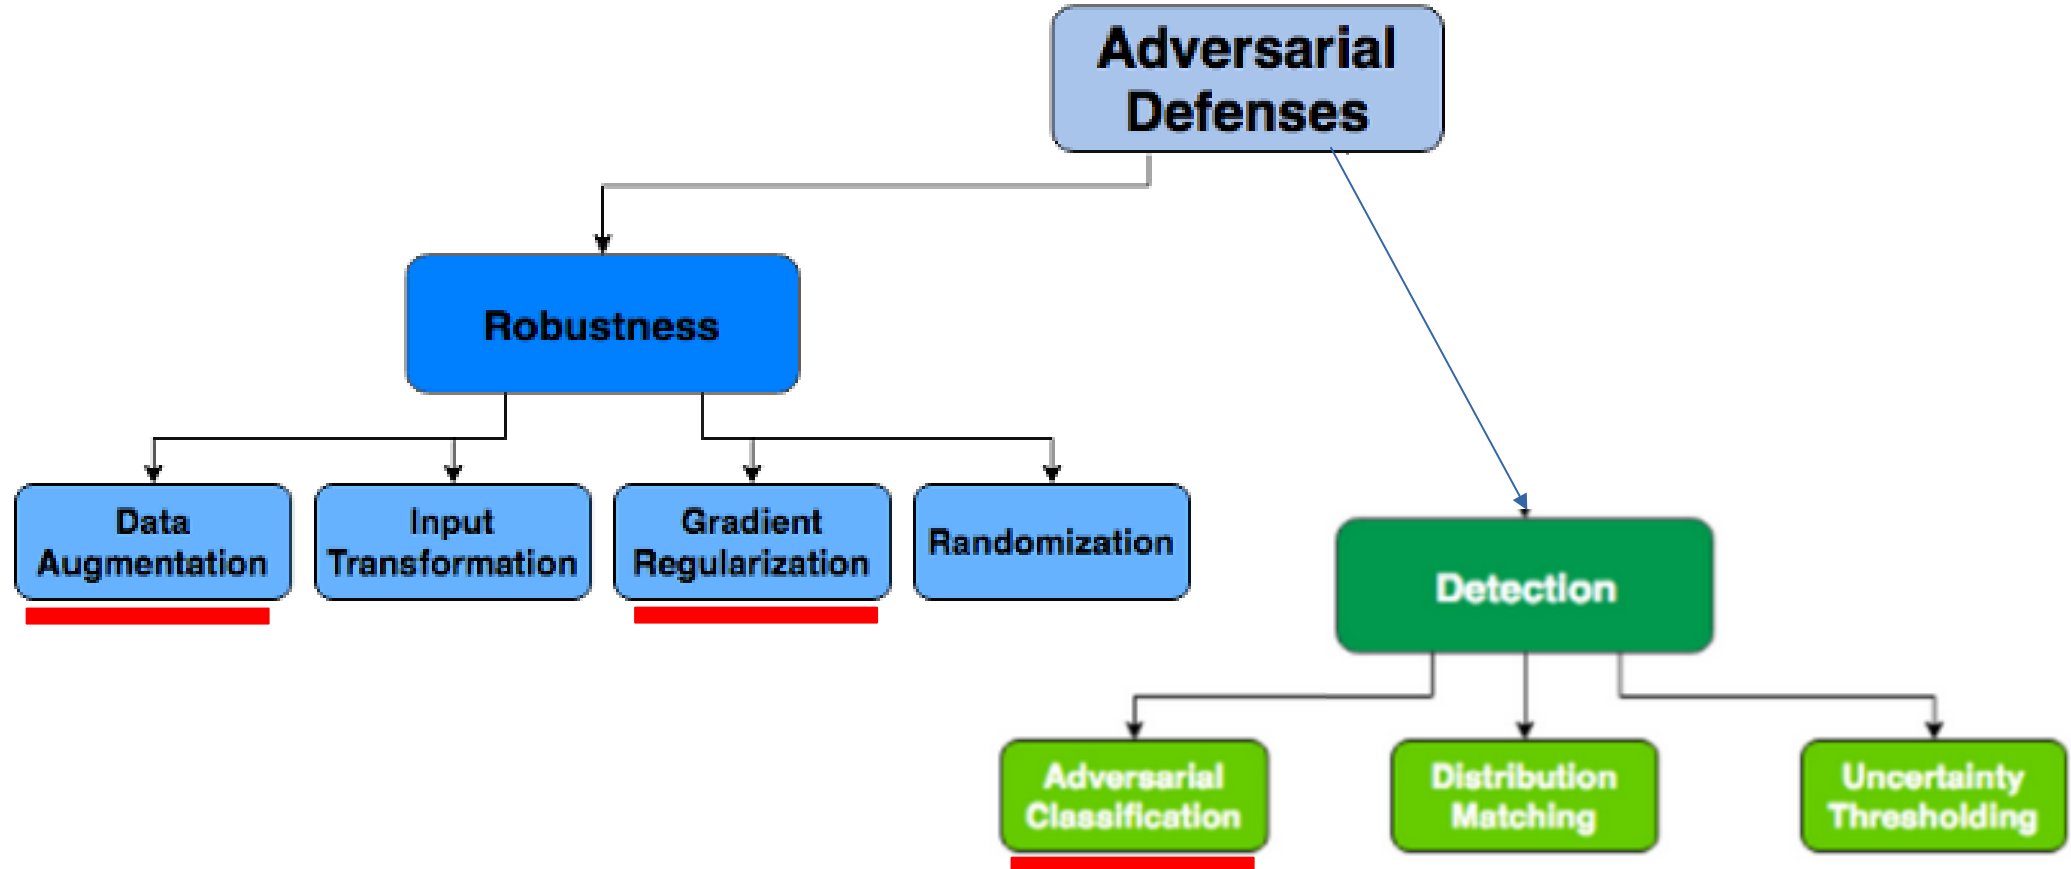 Adversarial
Defenses
Robustness
Data
Augmentation
Input
Transformation
Gradient
Regularization
Randomization
Detection
Adversarial
Classification
Distribution
Matching
Uncertainty
Thresholding